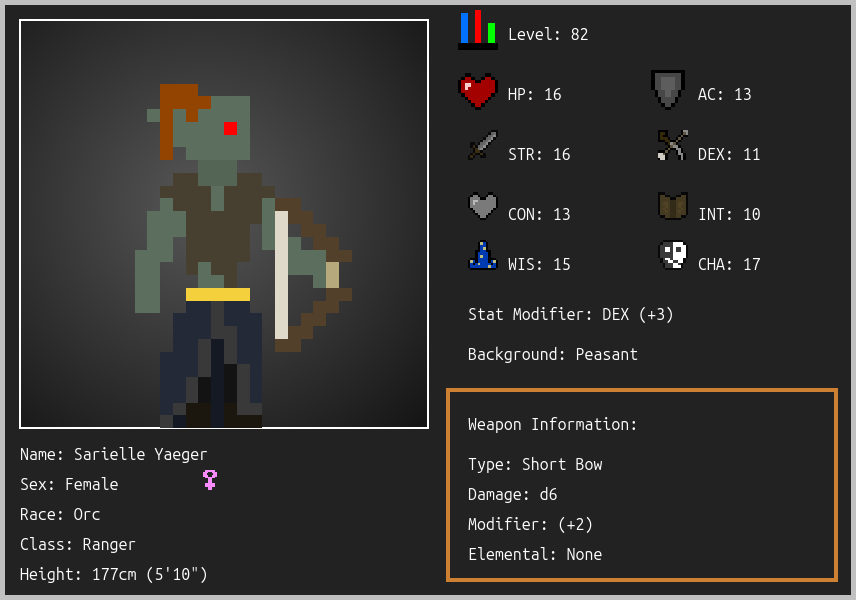 Level: 82
HP: 16
AC: 13
STR: 16
DEX: 11
CON: 13
INT: 10
WIS: 15
CHA: 17
Stat Modifier: DEX (+3)
Background: Peasant
Weapon Information:
Type: Short Bow
Damage: d6
Modifier: (+2)
Elemental: None
Name: Sarielle Yaeger
Sex: Female
Race: Orc
Class: Ranger
Height: 177cm (5'10")